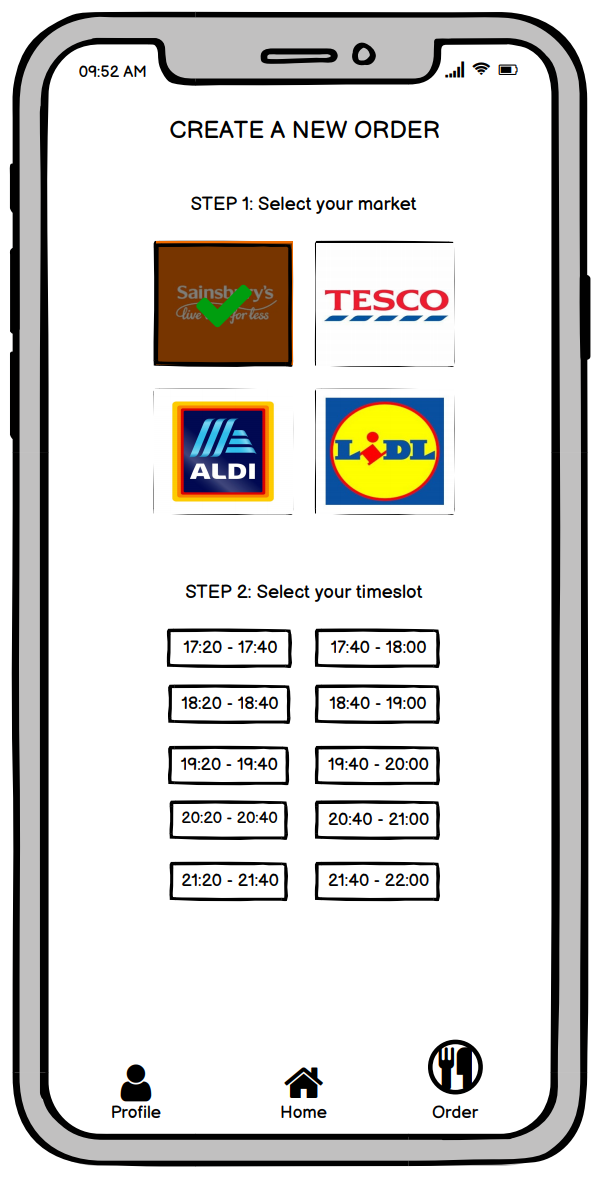 09:52 AM
CREATE A NEW ORDER
STEP 1: Select your market
Sainsbury's
live for less
TESCO
ALDI
LIDL
STEP 2: Select your timeslot
17:20 - 17:40
17:40 - 18:00
18:20 - 18:40
18:40 - 19:00
19:20 - 19:40
19:40 - 20:00
20:20 - 20:40
20:40 - 21:00
21:20 - 21:40
21:40 - 22:00
Profile
Home
Order